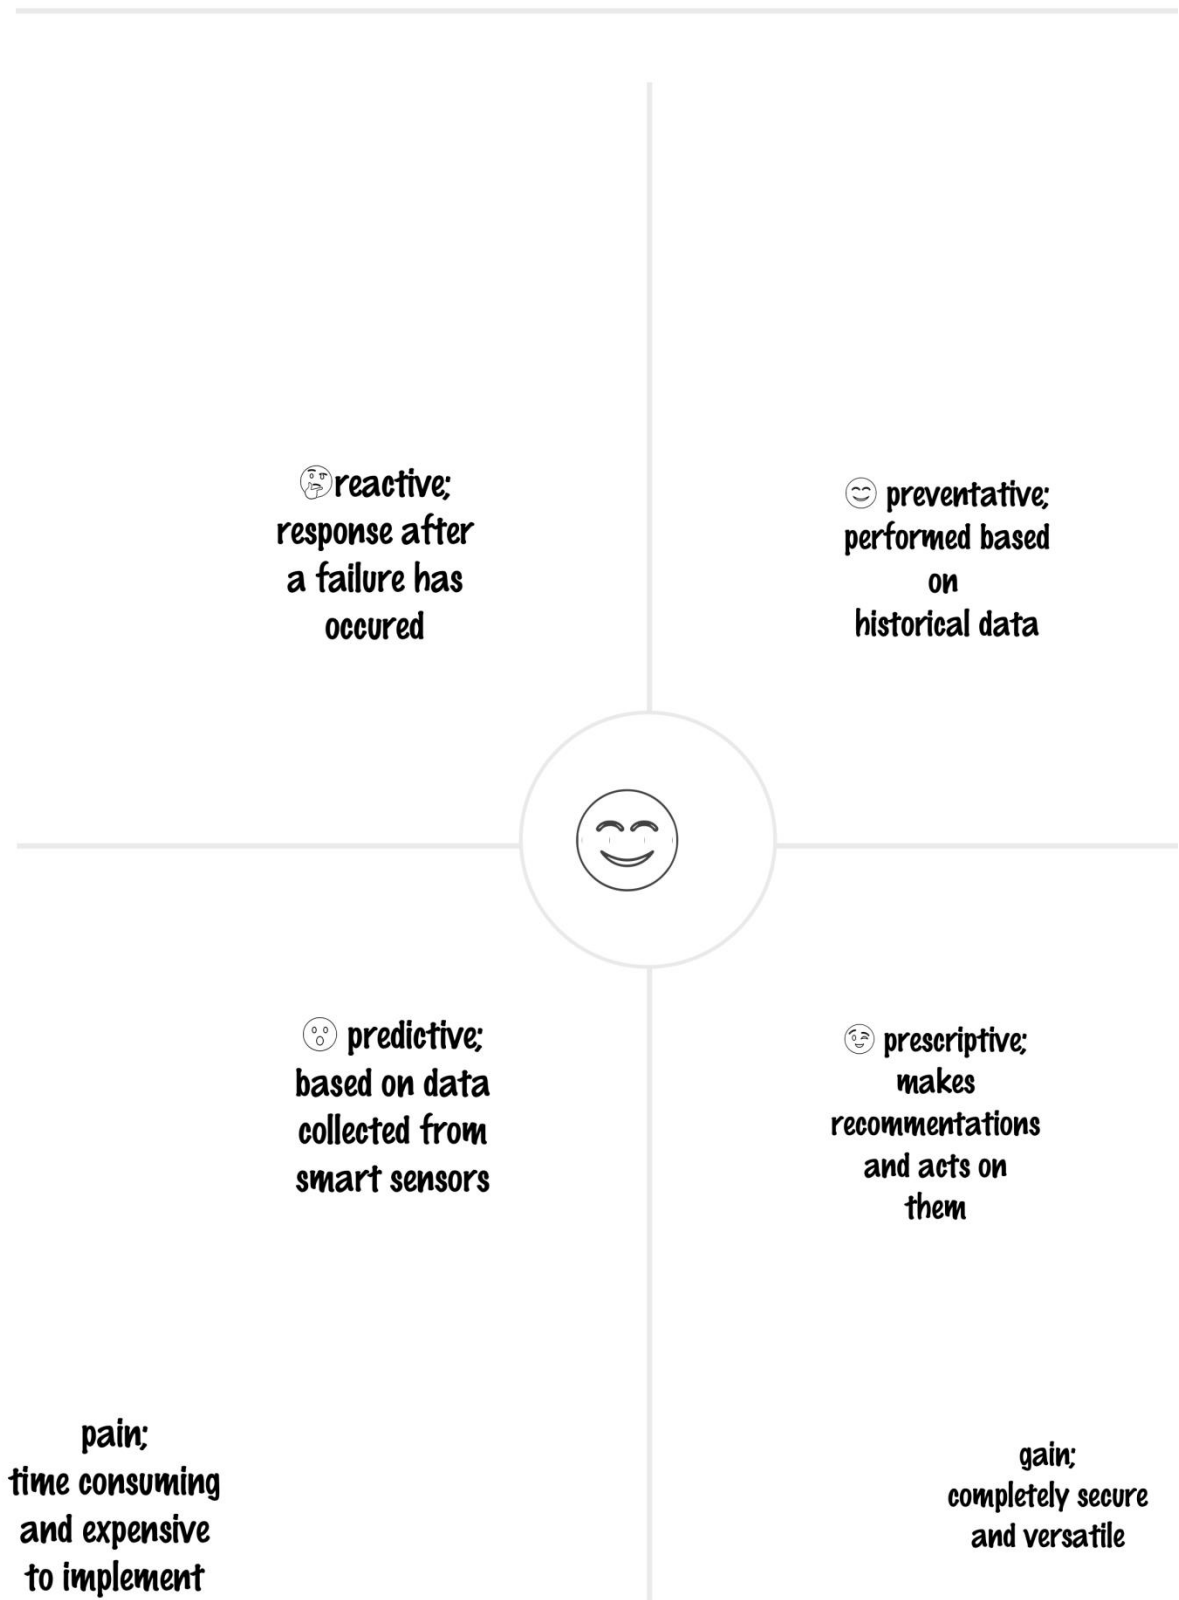 🤔reactive;
response after
a failure has
occured
😊 preventative;
performed based
on
historical data
😮 predictive;
based on data
collected from
smart sensors
😉 prescriptive;
makes
recommentations
and acts on
them
pain;
time consuming
and expensive
to implement
gain;
completely secure
and versatile